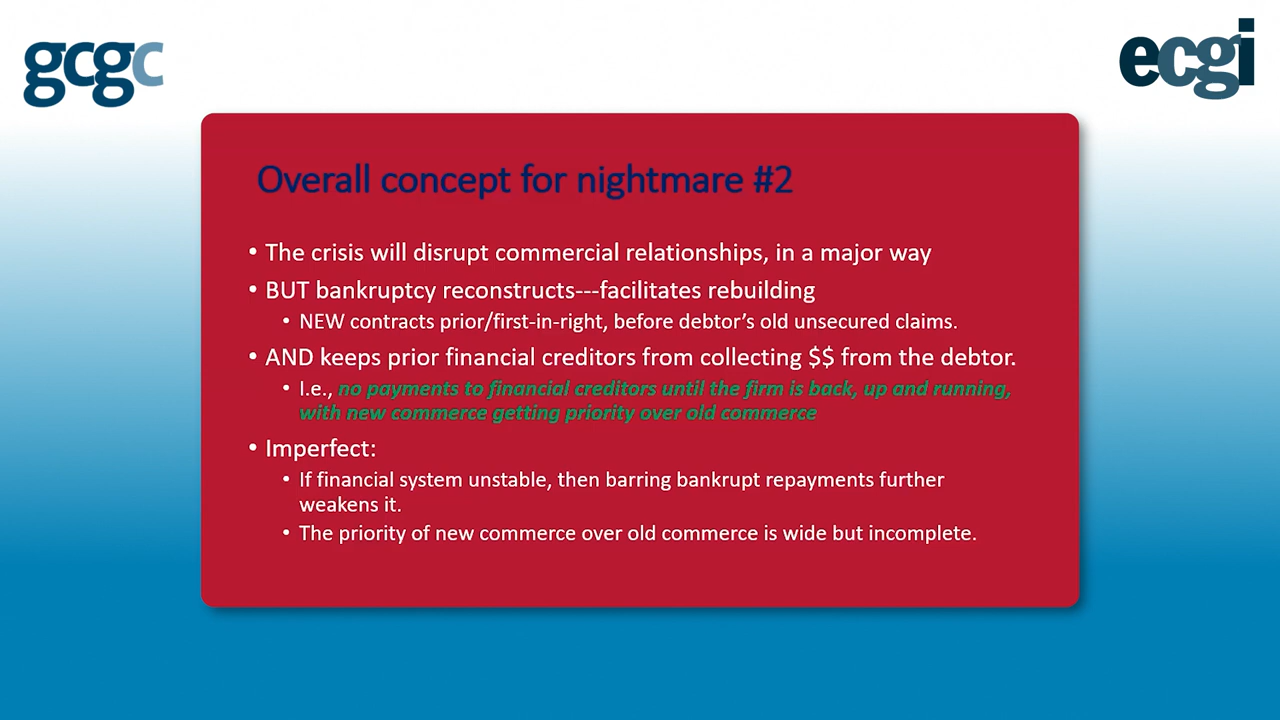 gcgc
ecgi
Overall concept for nightmare #2
• The crisis will disrupt commercial relationships, in a major way
• BUT bankruptcy reconstructs---facilitates rebuilding
• NEW contracts prior/first-in-right, before debtor's old unsecured claims.
• AND keeps prior financial creditors from collecting $$ from the debtor.
• I.e., no payments to financial creditors until the firm is back, up and running,
with new commerce getting priority over old commerce
• Imperfect:
• If financial system unstable, then barring bankrupt repayments further
weakens it.
• The priority of new commerce over old commerce is wide but incomplete.